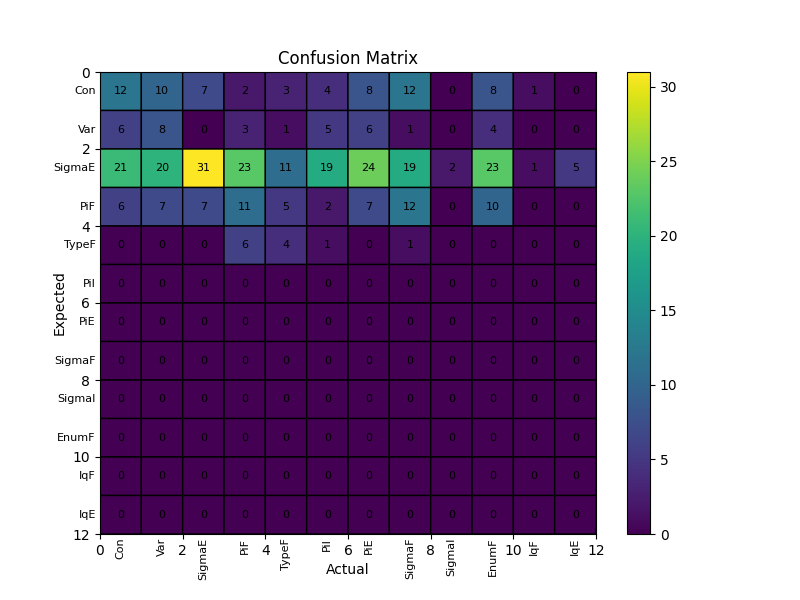 Confusion Matrix
0
Con 12 10 7 2 3 4 8 12 0 8 1 0
Var 6 8 0 3 1 5 6 1 0 4 0 0
2
SigmaE 21 20 31 23 11 19 24 19 2 23 1 5
PiF 6 7 7 11 5 2 7 12 0 10 0 0
4
TypeF 0 0 0 6 4 1 0 1 0 0 0 0
PiI 0 0 0 0 0 0 0 0 0 0 0 0
6
PiE 0 0 0 0 0 0 0 0 0 0 0 0
SigmaF 0 0 0 0 0 0 0 0 0 0 0 0
8
SigmaI 0 0 0 0 0 0 0 0 0 0 0 0
EnumF 0 0 0 0 0 0 0 0 0 0 0 0
10
IqF 0 0 0 0 0 0 0 0 0 0 0 0
IqE 0 0 0 0 0 0 0 0 0 0 0 0
12
Expected
0 2 4 6 8 10 12
Con Var SigmaE PiF TypeF PiI PiE SigmaF SigmaI EnumF IqF IqE
Actual
30
25
20
15
10
5
0